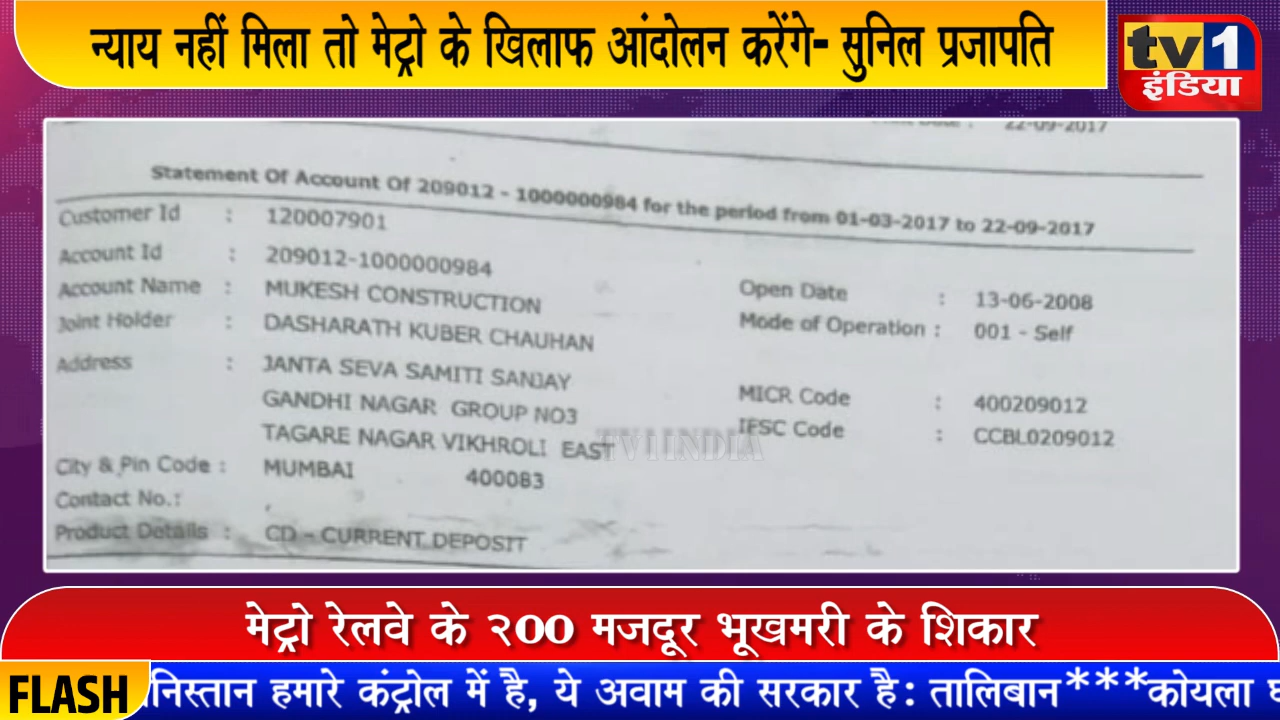 न्याय नहीं मिला तो मेट्रो के खिलाफ आंदोलन करेंगे- सुनिल प्रजापति
tv1
इंडिया
22-09-2017
Statement Of Account Of 209012 - 1000000984 for the period from 01-03-2017 to 22-09-2017
Customer Id : 120007901
Account Id : 209012-1000000984
Account Name : MUKESH CONSTRUCTION
Open Date : 13-06-2008
Joint Holder : DASHARATH KUBER CHAUHAN
Mode of Operation : 001 - Self
Address : JANTA SEVA SAMITI SANJAY
GANDHI NAGAR GROUP NO3
MICR Code : 400209012
TAGARE NAGAR VIKHROLI EAST
IFSC Code : CCBL0209012
TV1INDIA
City & Pin Code : MUMBAI 400083
Contact No.: ,
Product Details : CD - CURRENT DEPOSIT
मेट्रो रेलवे के २00 मजदूर भूखमरी के शिकार
FLASH
निस्तान हमारे कंट्रोल में है, ये अवाम की सरकार है: तालिबान***कोयला